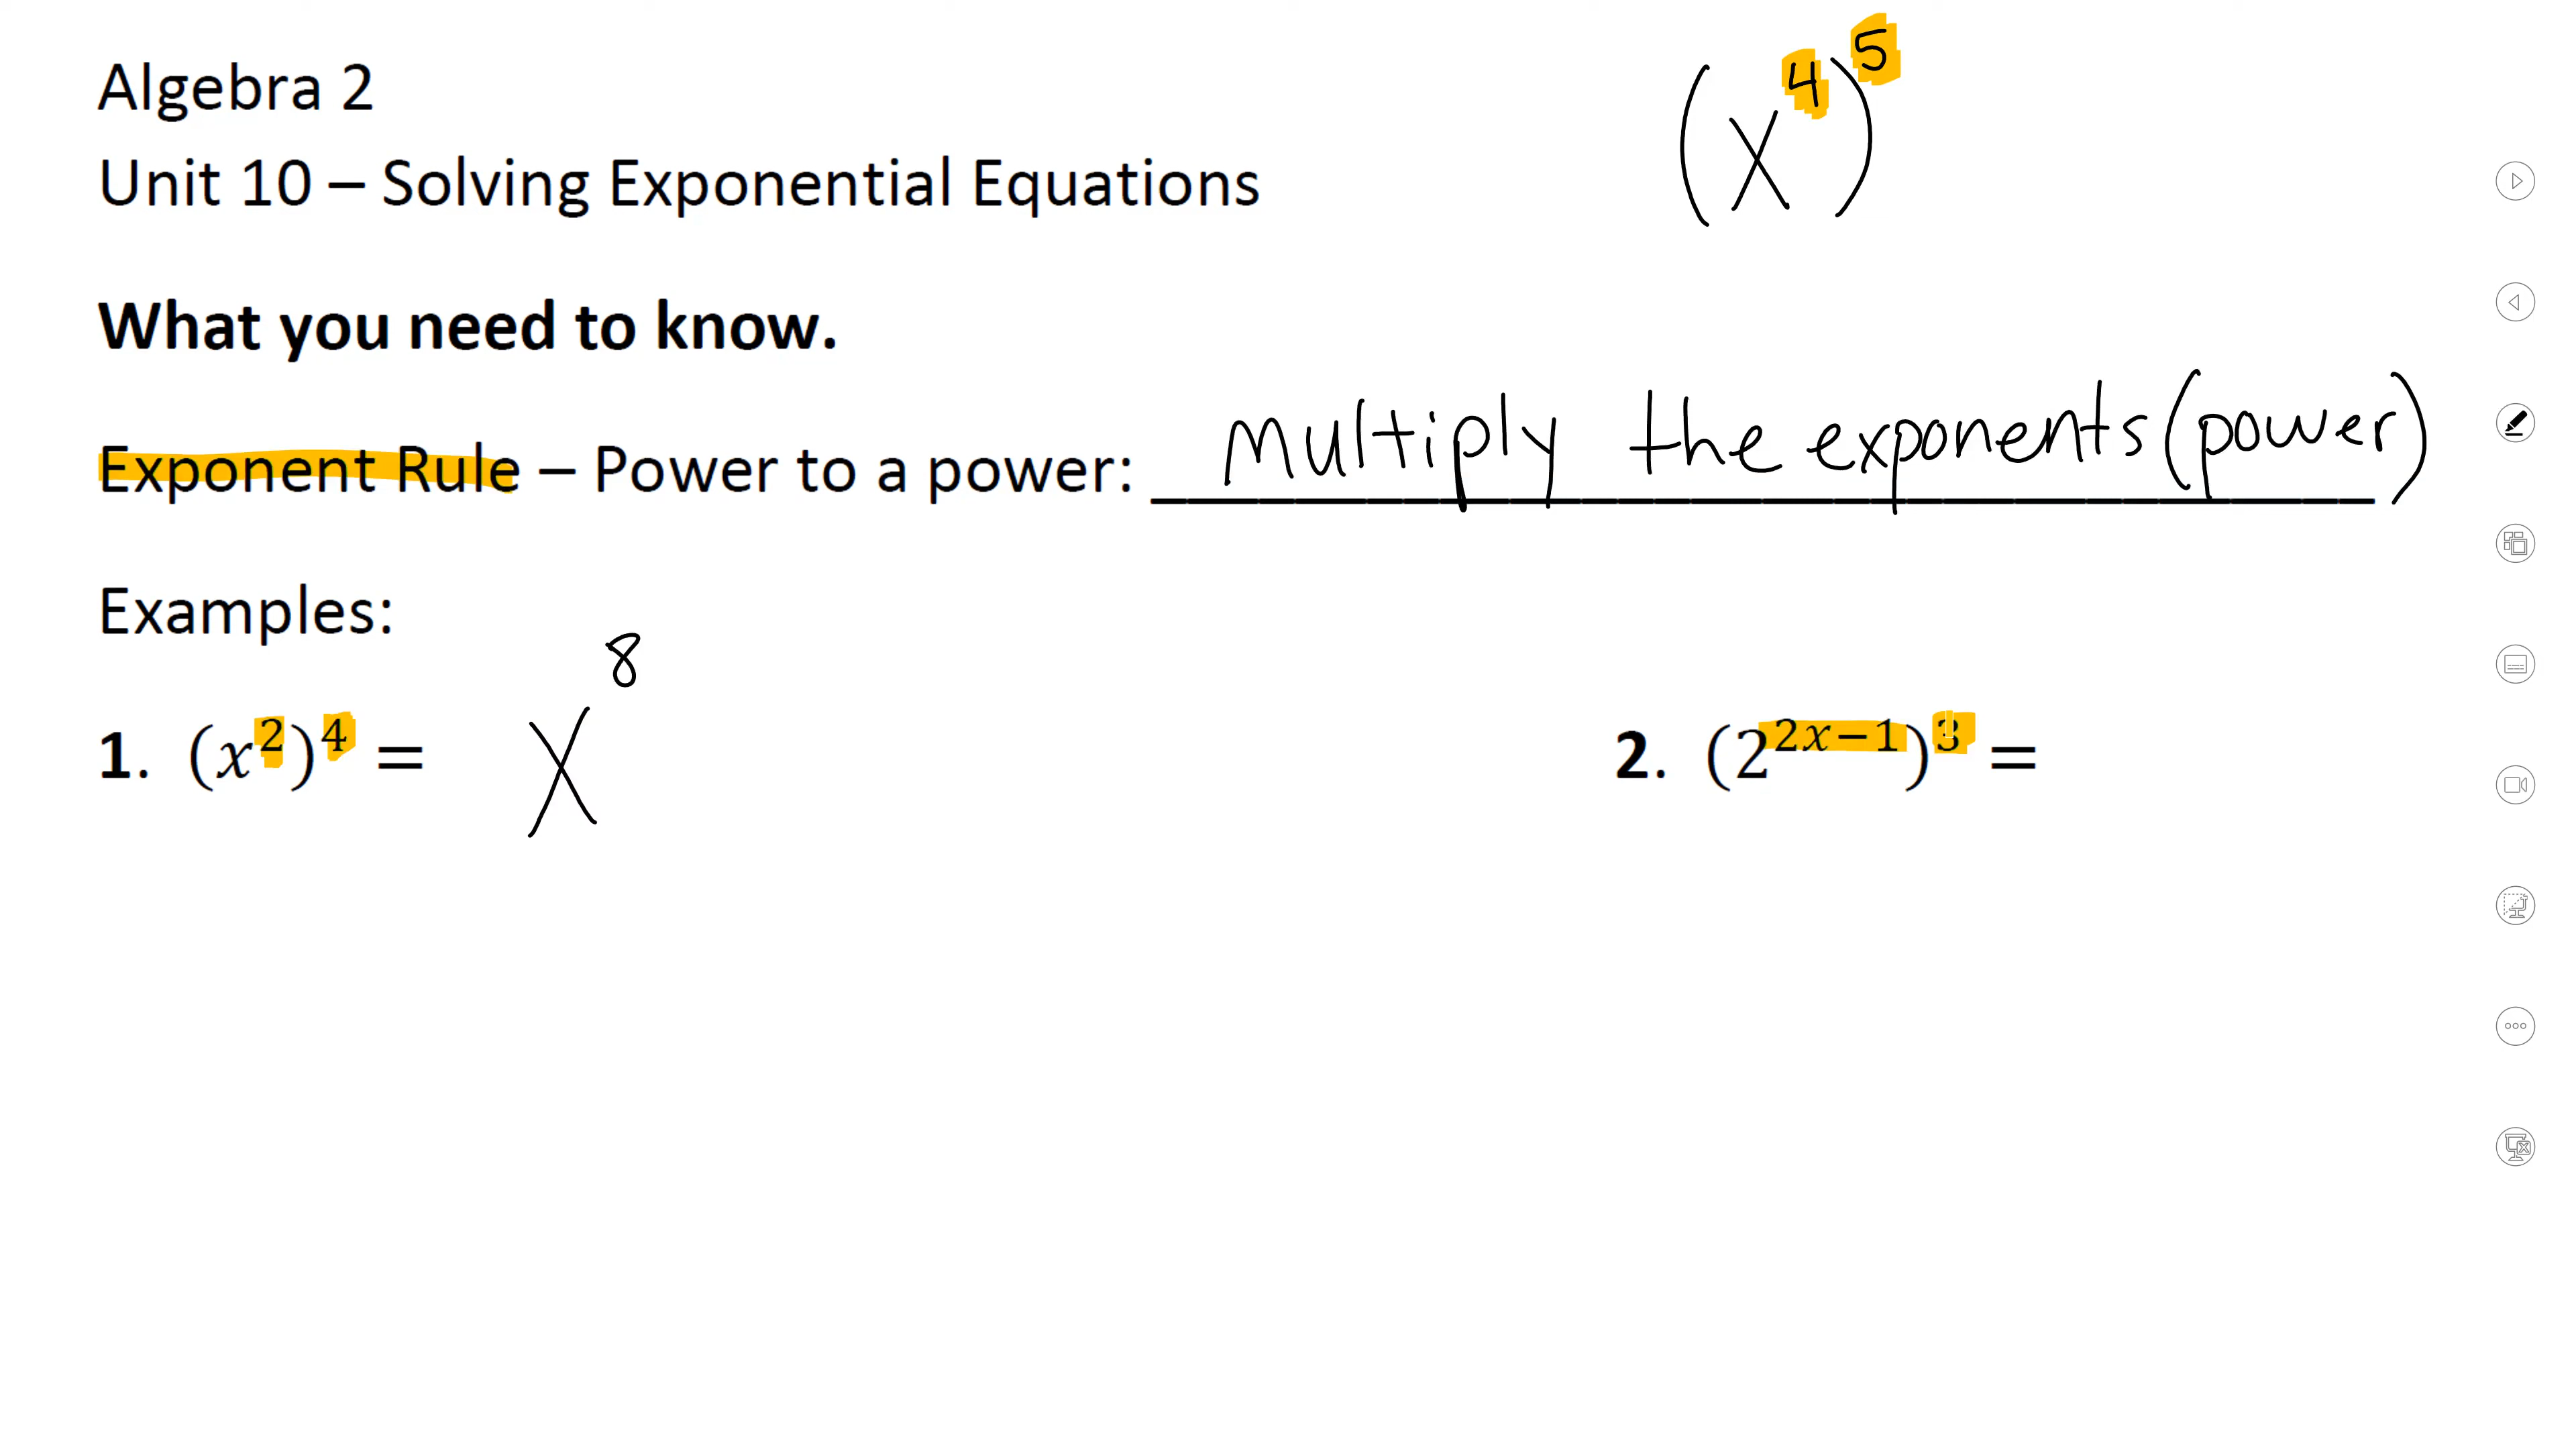 Algebra 2
(x⁴)⁵
Unit 10 – Solving Exponential Equations
What you need to know.
Exponent Rule – Power to a power: multiply the exponents (power)
Examples:
1. (x²)⁴ = x⁸
2. (2²ˣ⁻¹)³ =